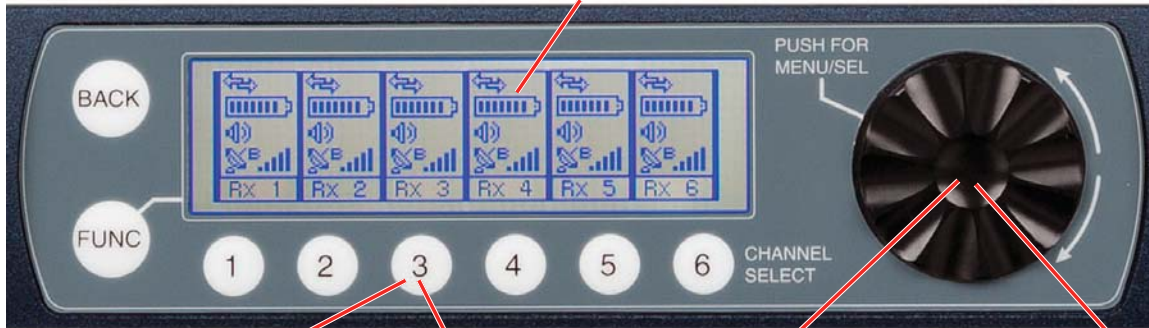 PUSH FOR
MENU/SEL
BACK
B B B B B B
Rx 1 Rx 2 Rx 3 Rx 4 Rx 5 Rx 6
FUNC
1 2 3 4 5 6
CHANNEL
SELECT